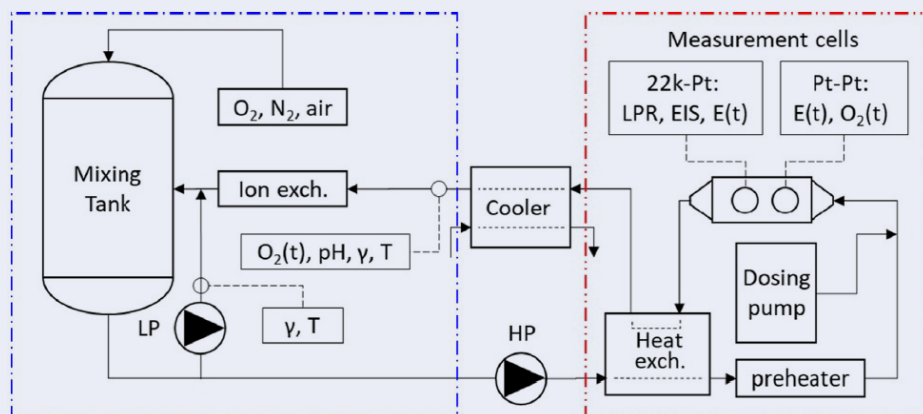 Measurement cells
22k-Pt:
LPR, EIS, E(t)
Pt-Pt:
E(t), O₂(t)
O₂, N₂, air
Mixing
Tank
Ion exch.
Cooler
O₂(t), pH, γ, T
Dosing
pump
LP
γ, T
HP
Heat
exch.
preheater